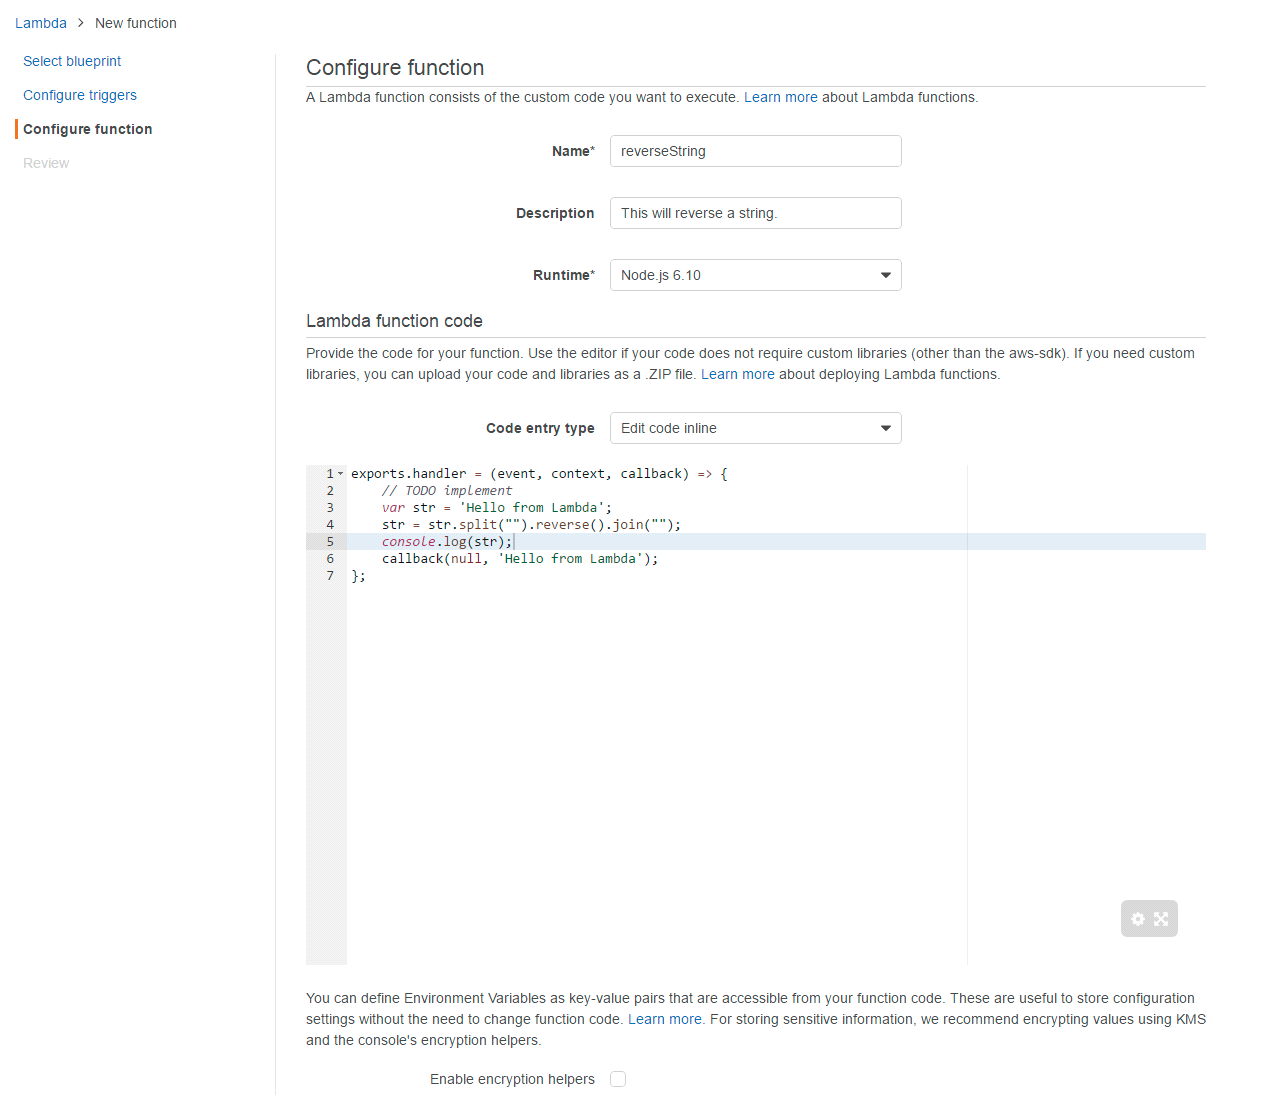 Lambda > New function
Select blueprint
Configure triggers
Configure function
Review
Configure function
A Lambda function consists of the custom code you want to execute. Learn more about Lambda functions.
Name* reverseString
Description This will reverse a string.
Runtime* Node.js 6.10
Lambda function code
Provide the code for your function. Use the editor if your code does not require custom libraries (other than the aws-sdk). If you need custom
libraries, you can upload your code and libraries as a .ZIP file. Learn more about deploying Lambda functions.
Code entry type Edit code inline
1 exports.handler = (event, context, callback) => {
2     // TODO implement
3     var str = 'Hello from Lambda';
4     str = str.split("").reverse().join("");
5     console.log(str);
6     callback(null, 'Hello from Lambda');
7 };
You can define Environment Variables as key-value pairs that are accessible from your function code. These are useful to store configuration
settings without the need to change function code. Learn more. For storing sensitive information, we recommend encrypting values using KMS
and the console's encryption helpers.
Enable encryption helpers